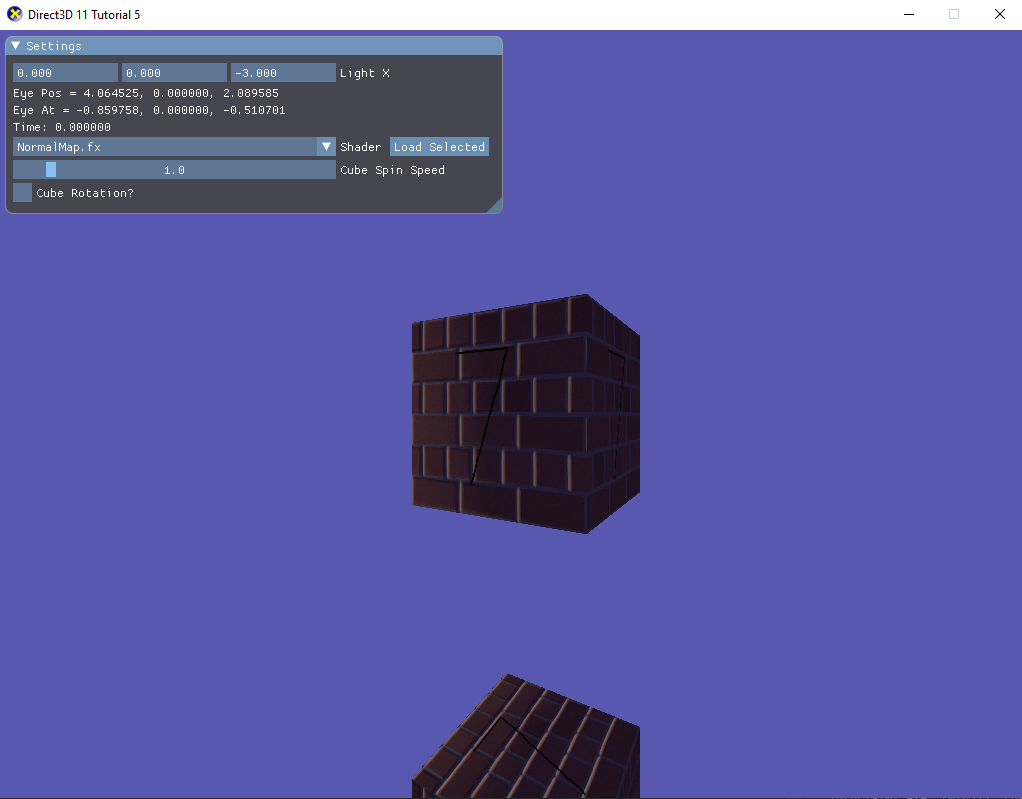 Direct3D 11 Tutorial 5
Settings
0.000 0.000 -3.000 Light X
Eye Pos = 4.064525, 0.000000, 2.089585
Eye At = -0.859758, 0.000000, -0.510701
Time: 0.000000
NormalMap.fx Shader Load Selected
1.0 Cube Spin Speed
Cube Rotation?